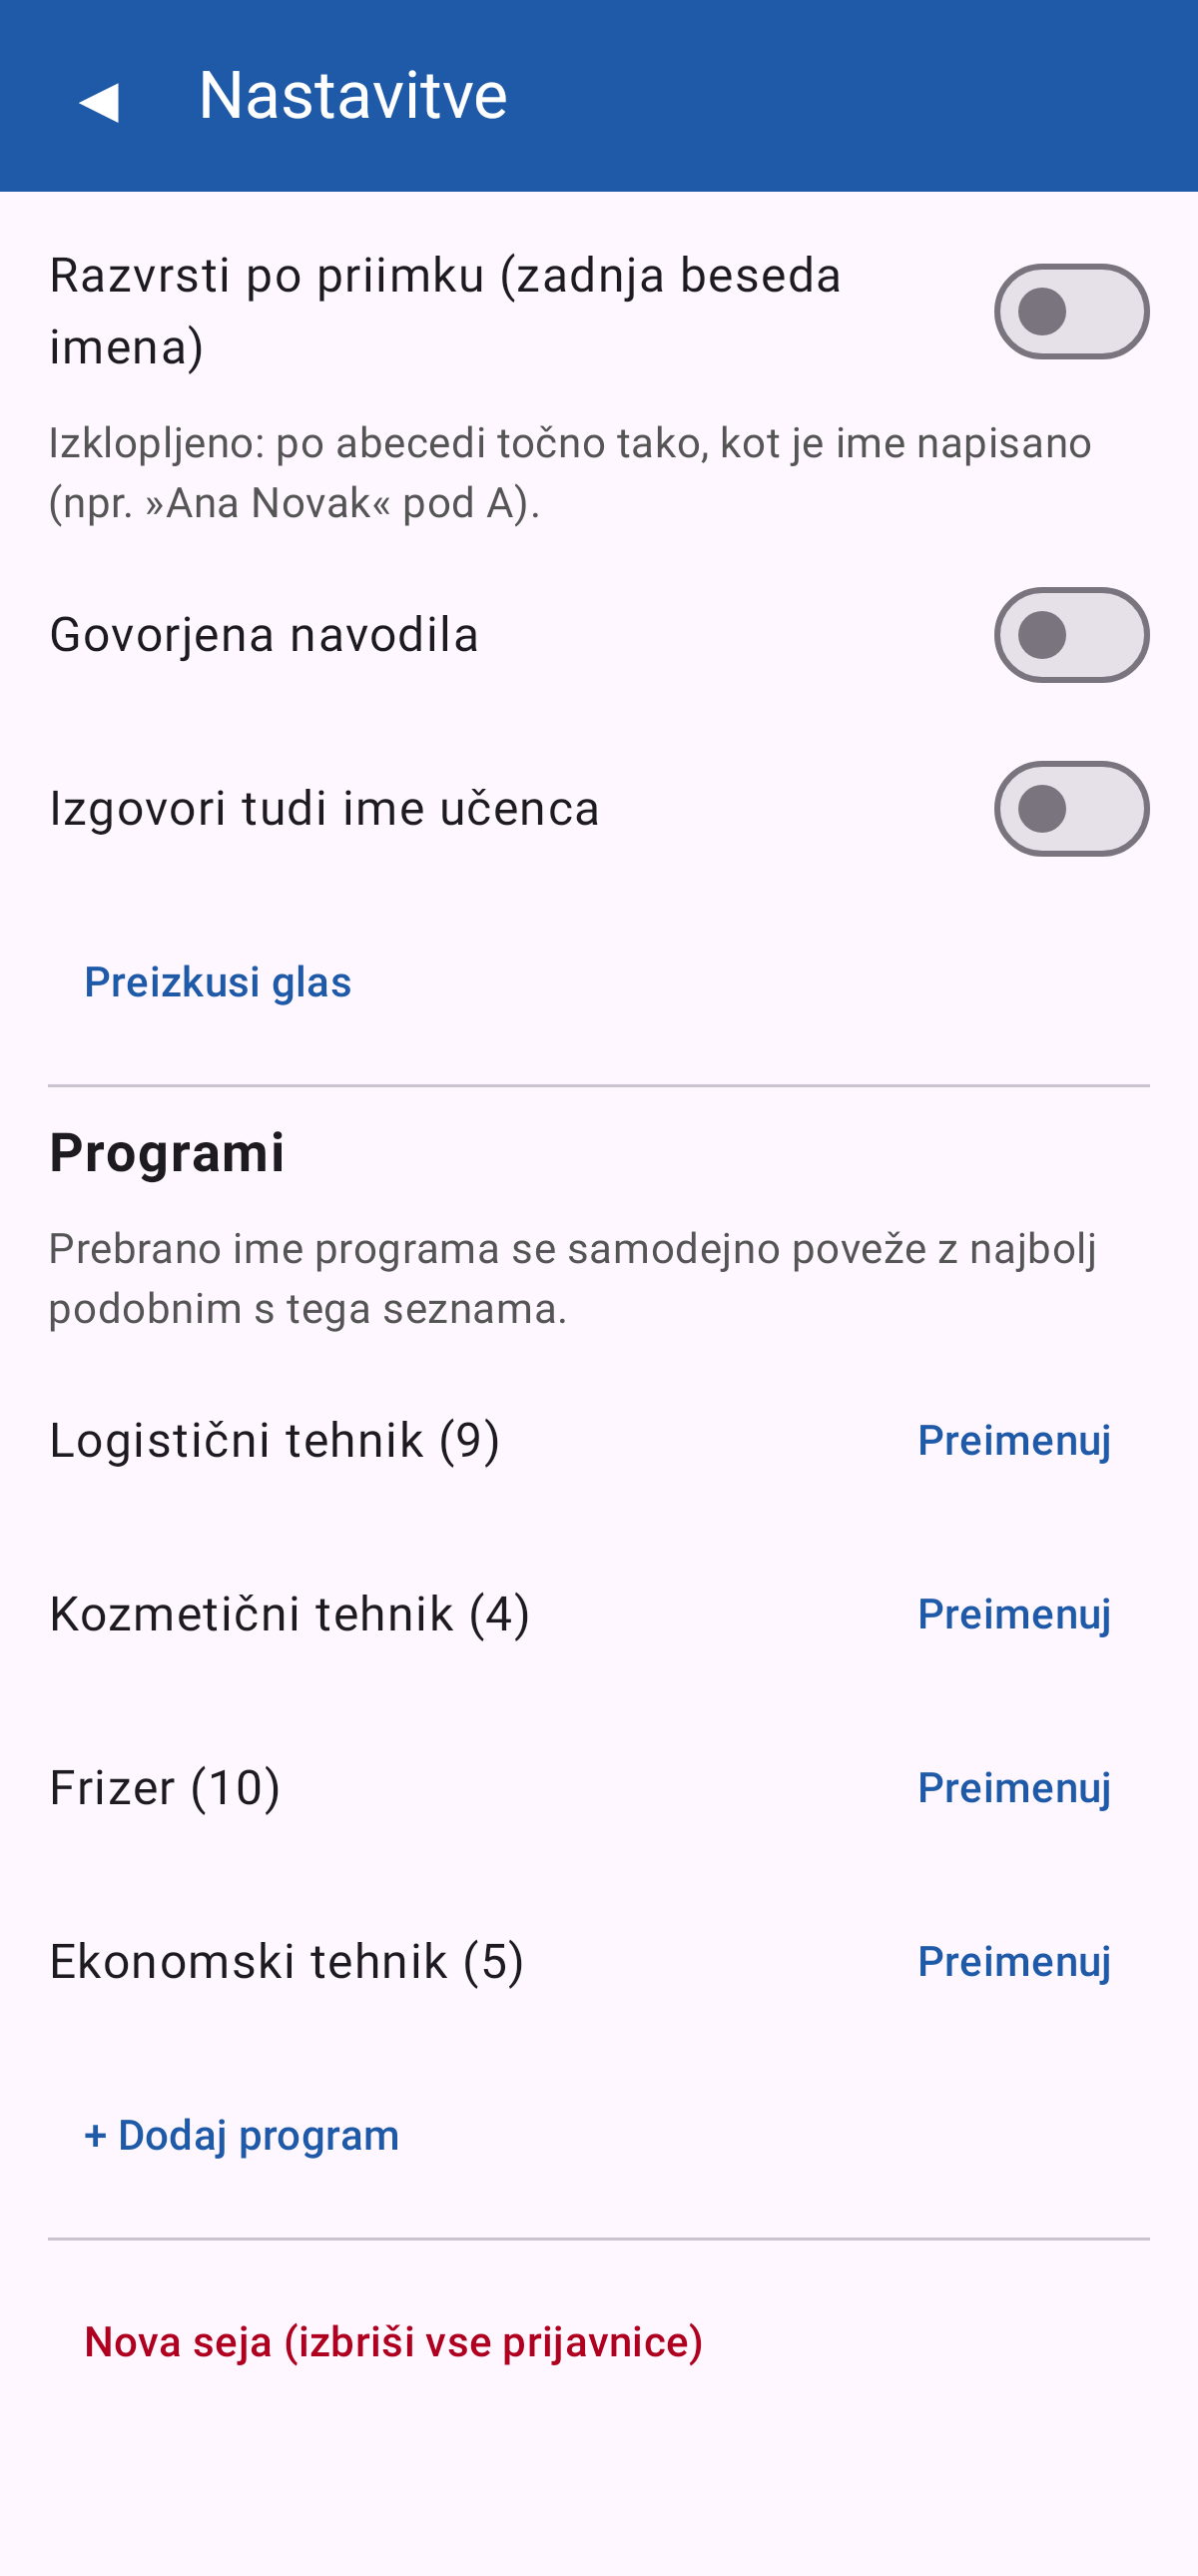 Nastavitve
Razvrsti po priimku (zadnja beseda
imena)
Izklopljeno: po abecedi točno tako, kot je ime napisano
(npr. »Ana Novak« pod A).
Govorjena navodila
Izgovori tudi ime učenca
Preizkusi glas
Programi
Prebrano ime programa se samodejno poveže z najbolj
podobnim s tega seznama.
Logistični tehnik (9) Preimenuj
Kozmetični tehnik (4) Preimenuj
Frizer (10) Preimenuj
Ekonomski tehnik (5) Preimenuj
+ Dodaj program
Nova seja (izbriši vse prijavnice)